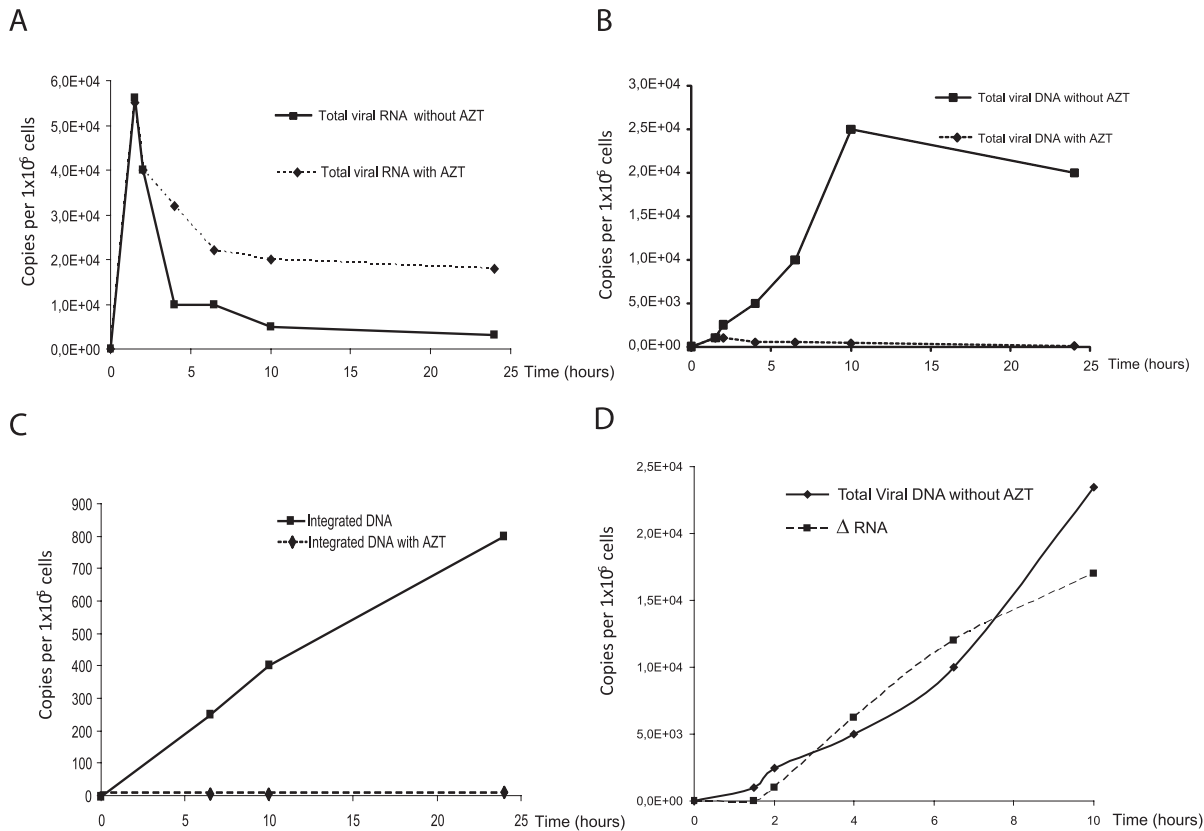 A
Copies per 1x10⁶ cells
6,0E+04
5,0E+04
4,0E+04
3,0E+04
2,0E+04
1,0E+04
0,0E+00
0 5 10 15 20 25 Time (hours)
Total viral RNA without AZT
Total viral RNA with AZT
B
Copies per 1x10⁶ cells
3,0E+04
2,5E+04
2,0E+04
1,5E+04
1,0E+04
5,0E+03
0,0E+00
0 5 10 15 20 25 Time (hours)
Total viral DNA without AZT
Total viral DNA with AZT
C
Copies per 1x10⁶ cells
900
800
700
600
500
400
300
200
100
0
0 5 10 15 20 25 Time (hours)
Integrated DNA
Integrated DNA with AZT
D
Copies per 1x10⁶ cells
2,5E+04
2,0E+04
1,5E+04
1,0E+04
5,0E+03
0,0E+00
0 2 4 6 8 10 Time (hours)
Total Viral DNA without AZT
Δ RNA